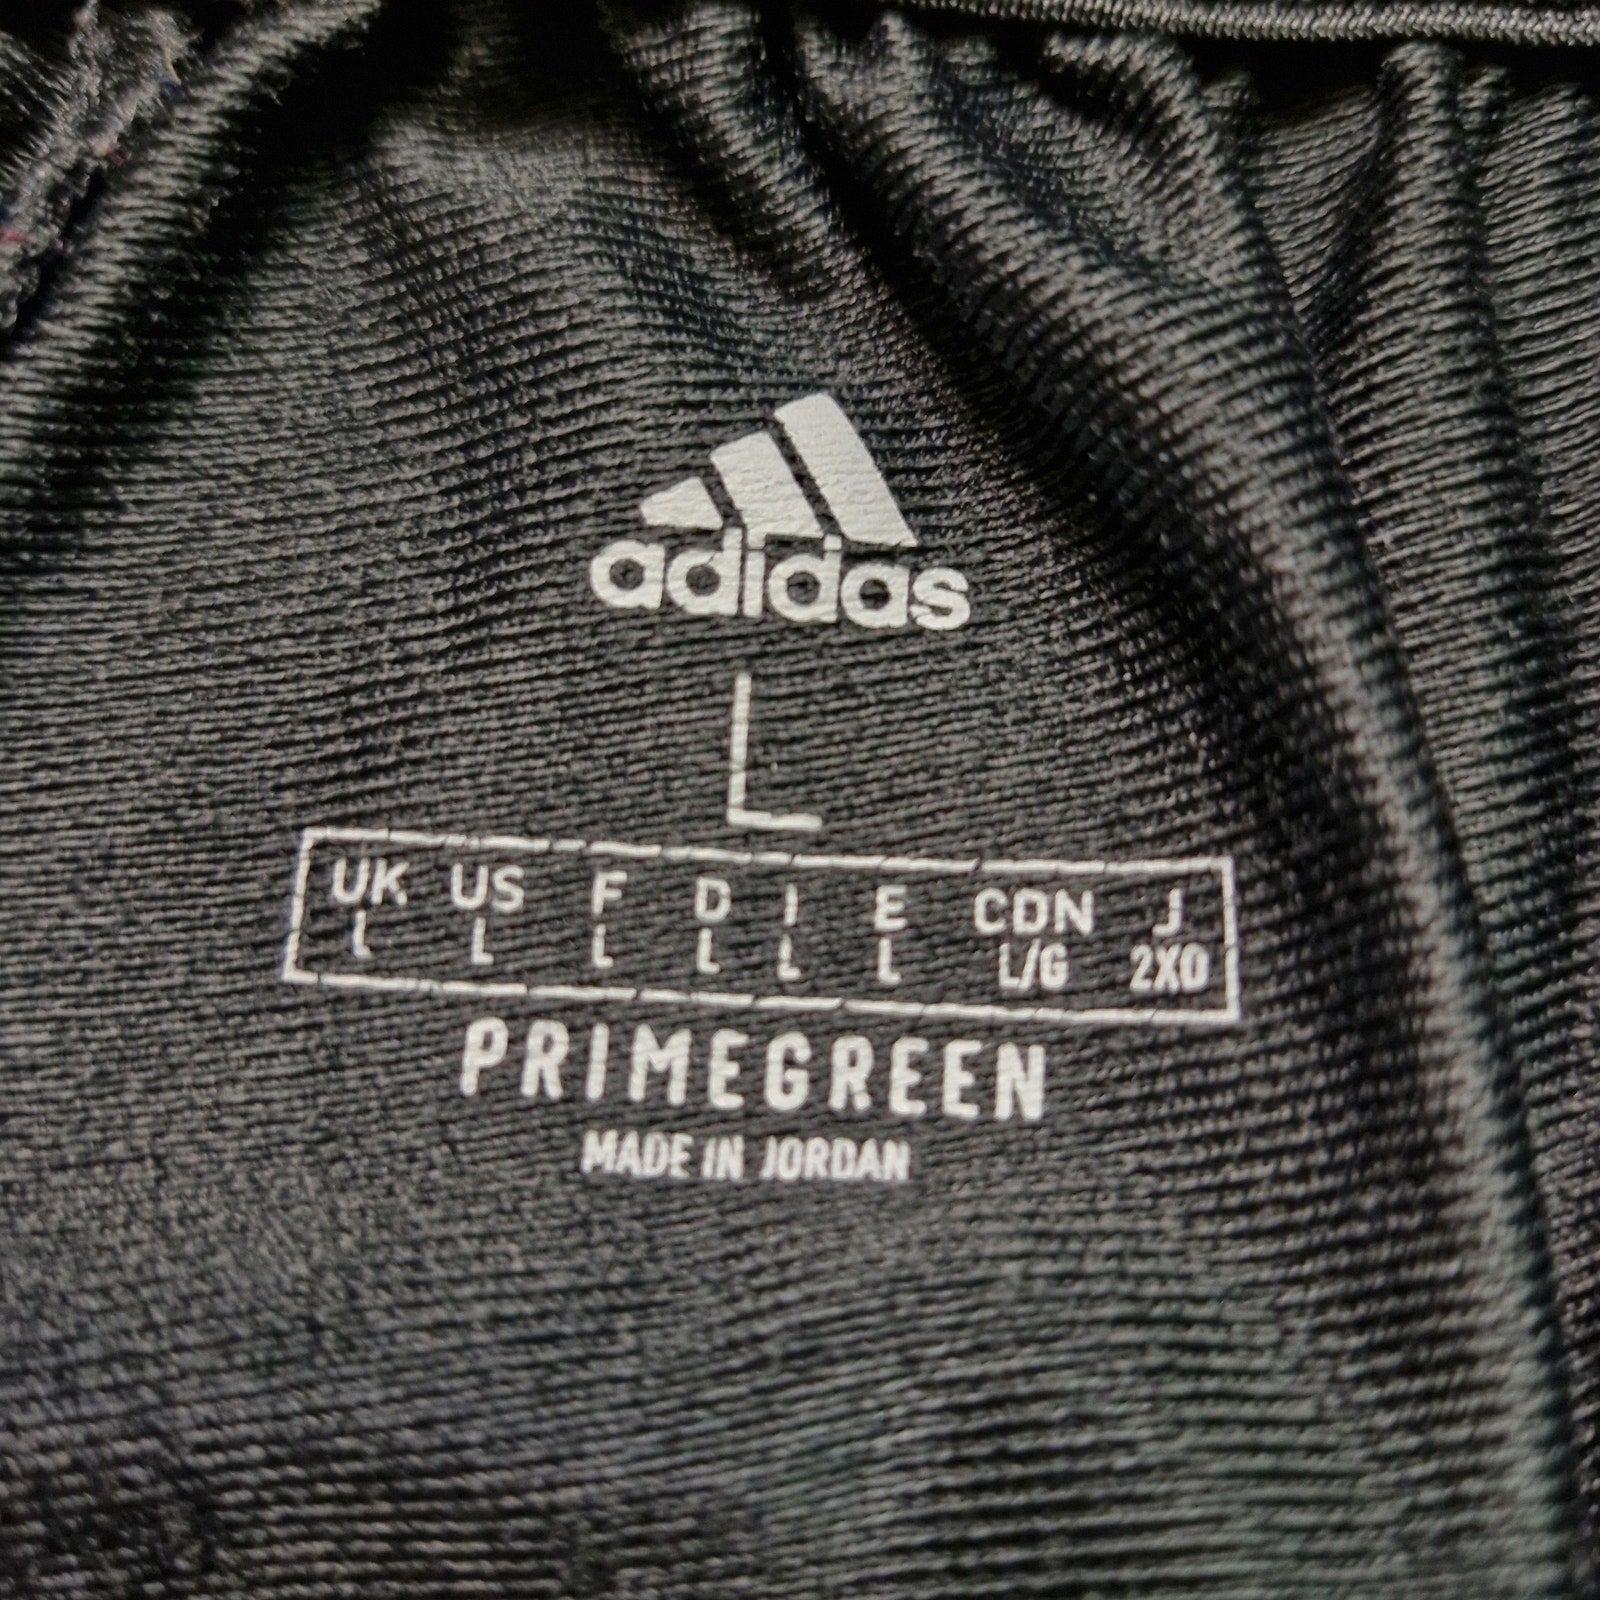 adidas
L
UK US F D I E CDN J
L L L L L L L/G 2XO
PRIMEGREEN
MADE IN JORDAN